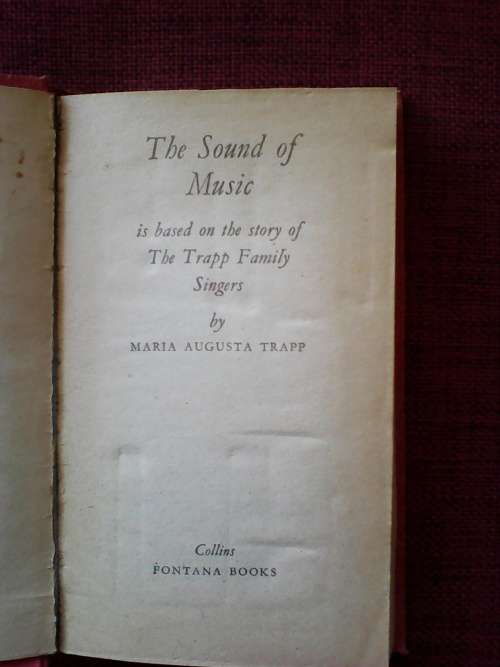 The Sound of
Music
is based on the story of
The Trapp Family
Singers
by
MARIA AUGUSTA TRAPP
Collins
FONTANA BOOKS